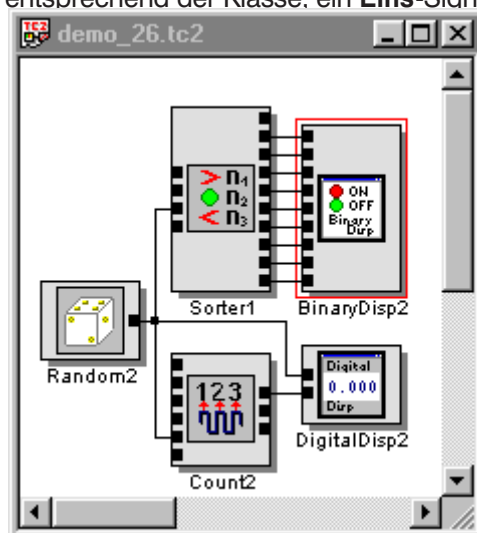 entsprechend der Klasse, ein Eins-Sign
TC2 demo_26.tc2
> n1
n2
< n3
ON
OFF
Binary
Disp
Sorter1
BinaryDisp2
Random2
Digital
0.000
Disp
123
DigitalDisp2
Count2